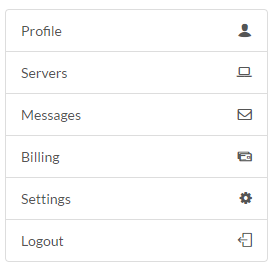 Profile
Servers
Messages
Billing
Settings
Logout